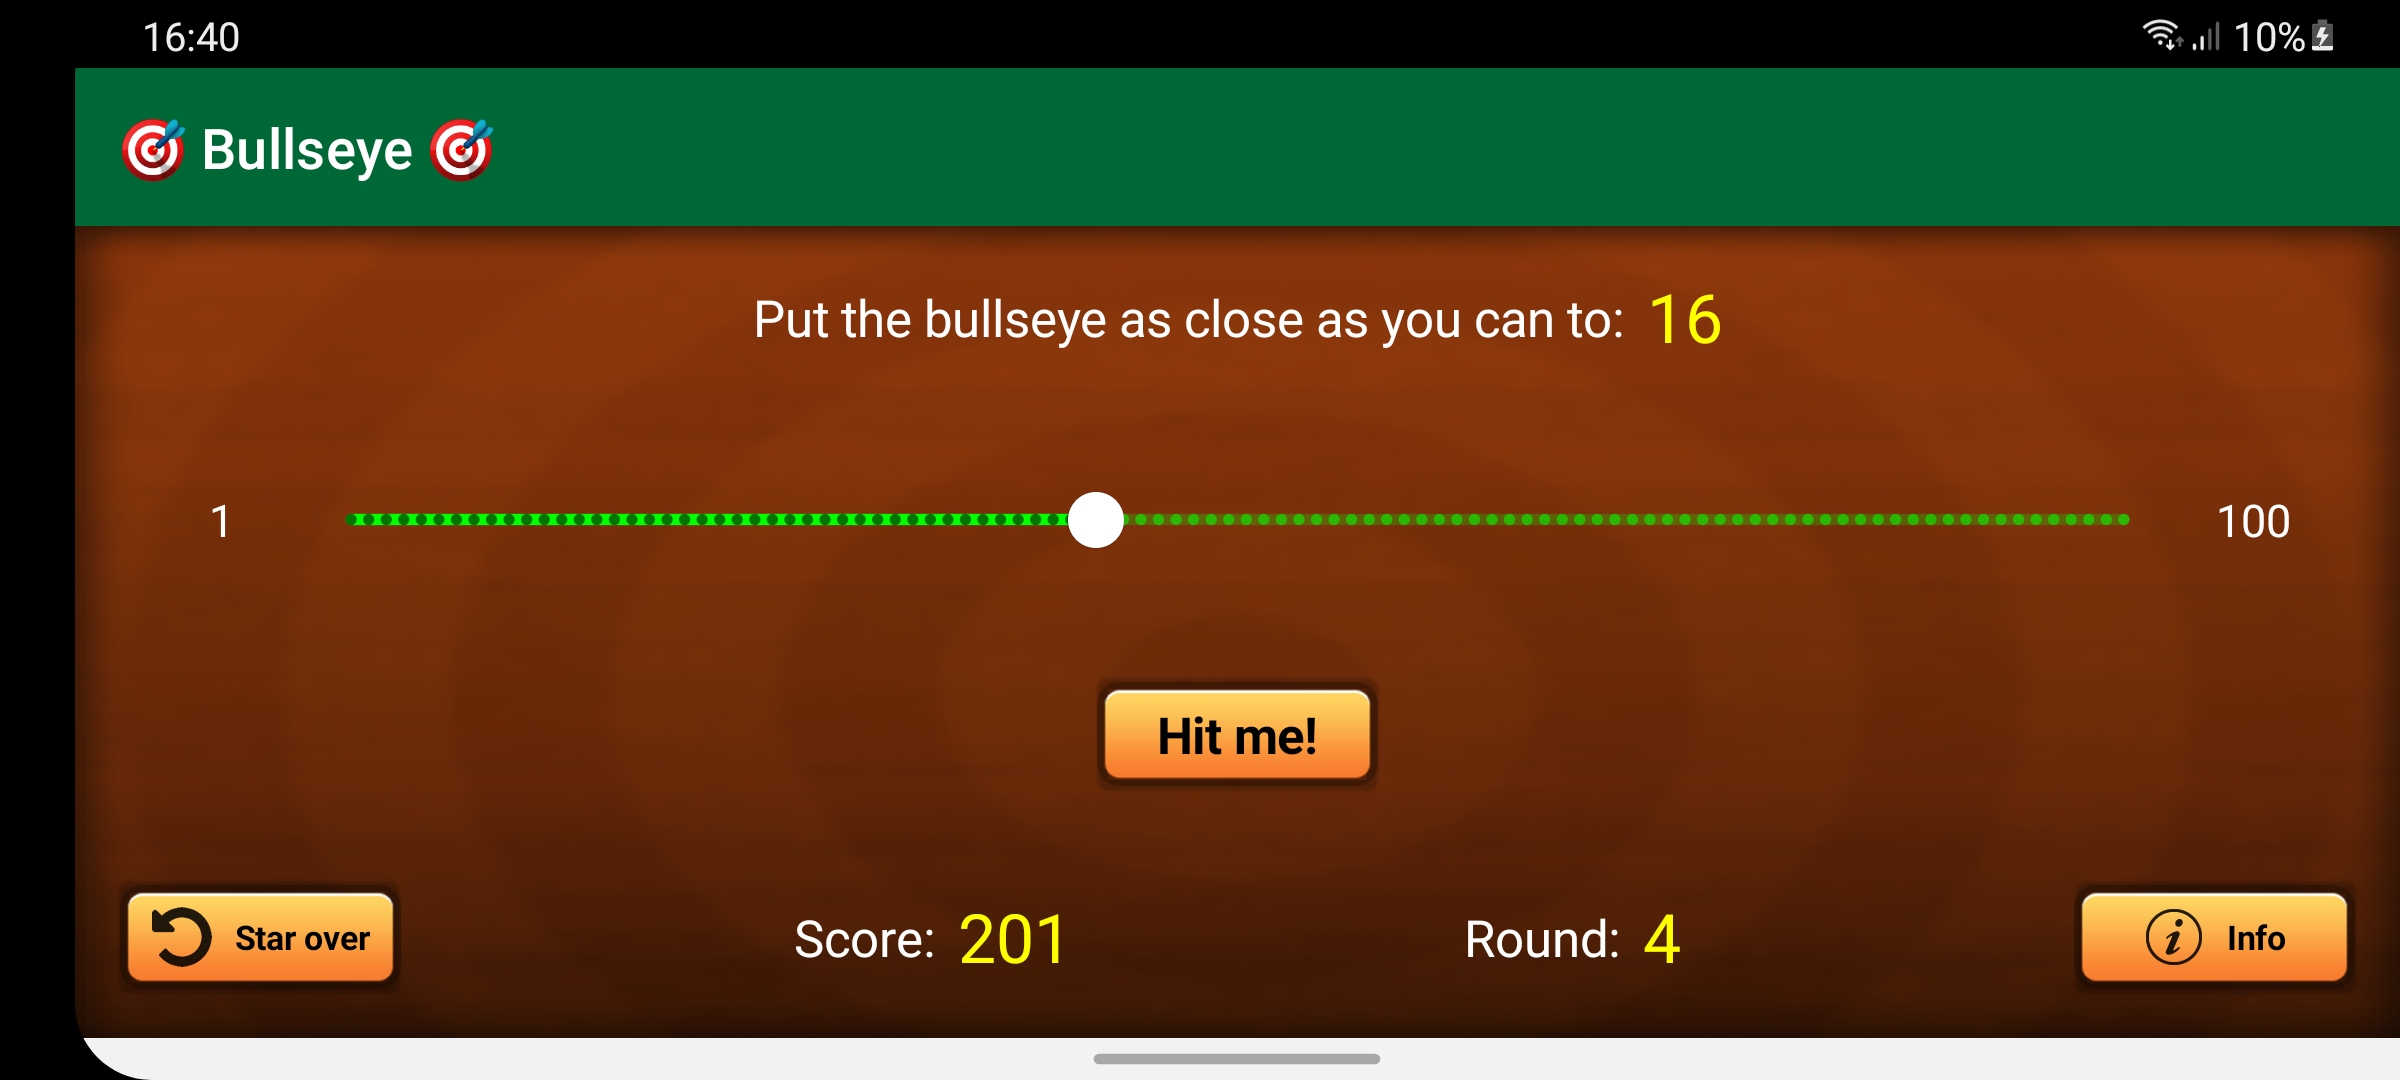 16:40
10%
Bullseye
Put the bullseye as close as you can to: 16
1
100
Hit me!
Star over
Score: 201
Round: 4
Info